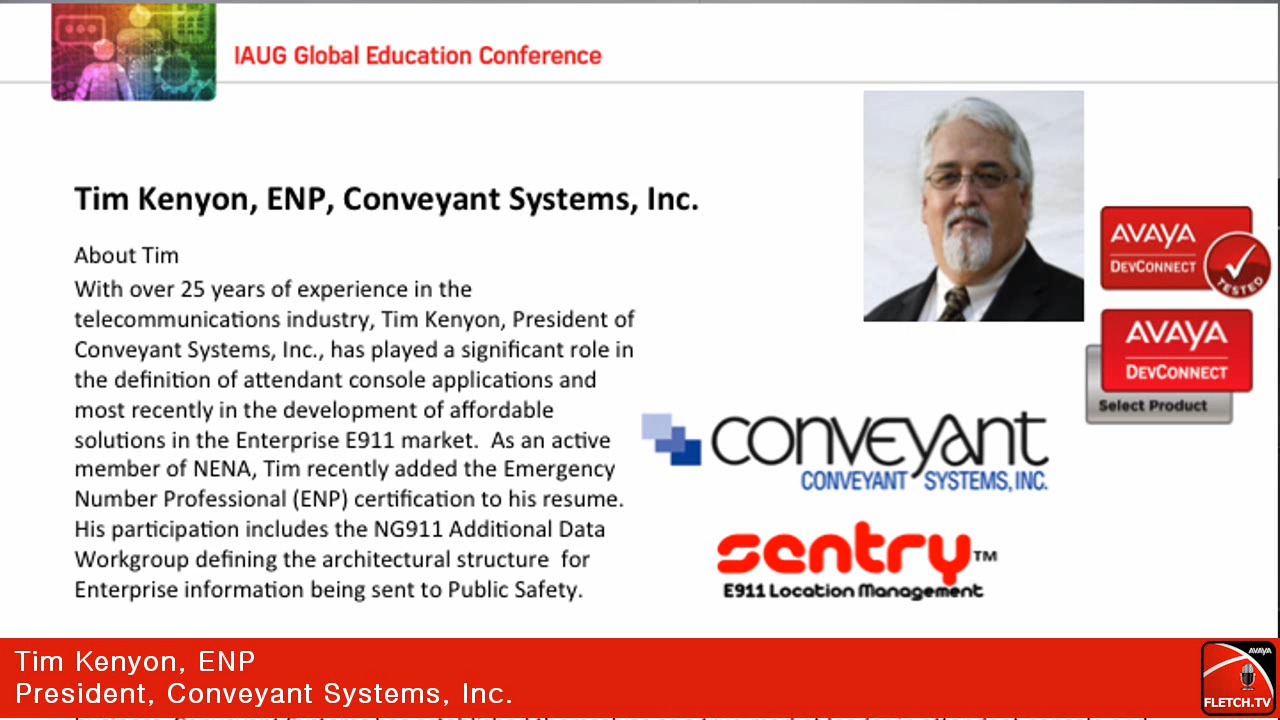 IAUG Global Education Conference
Tim Kenyon, ENP, Conveyant Systems, Inc.
About Tim
With over 25 years of experience in the
telecommunications industry, Tim Kenyon, President of
Conveyant Systems, Inc., has played a significant role in
the definition of attendant console applications and
most recently in the development of affordable
solutions in the Enterprise E911 market.  As an active
member of NENA, Tim recently added the Emergency
Number Professional (ENP) certification to his resume.
His participation includes the NG911 Additional Data
Workgroup defining the architectural structure  for
Enterprise information being sent to Public Safety.
AVAYA
DEVCONNECT
TESTED
AVAYA
DEVCONNECT
Select Product
conveyant
CONVEYANT SYSTEMS, INC.
sentry™
E911 Location Management
Tim Kenyon, ENP
President, Conveyant Systems, Inc.
AVAYA
FLETCH.TV